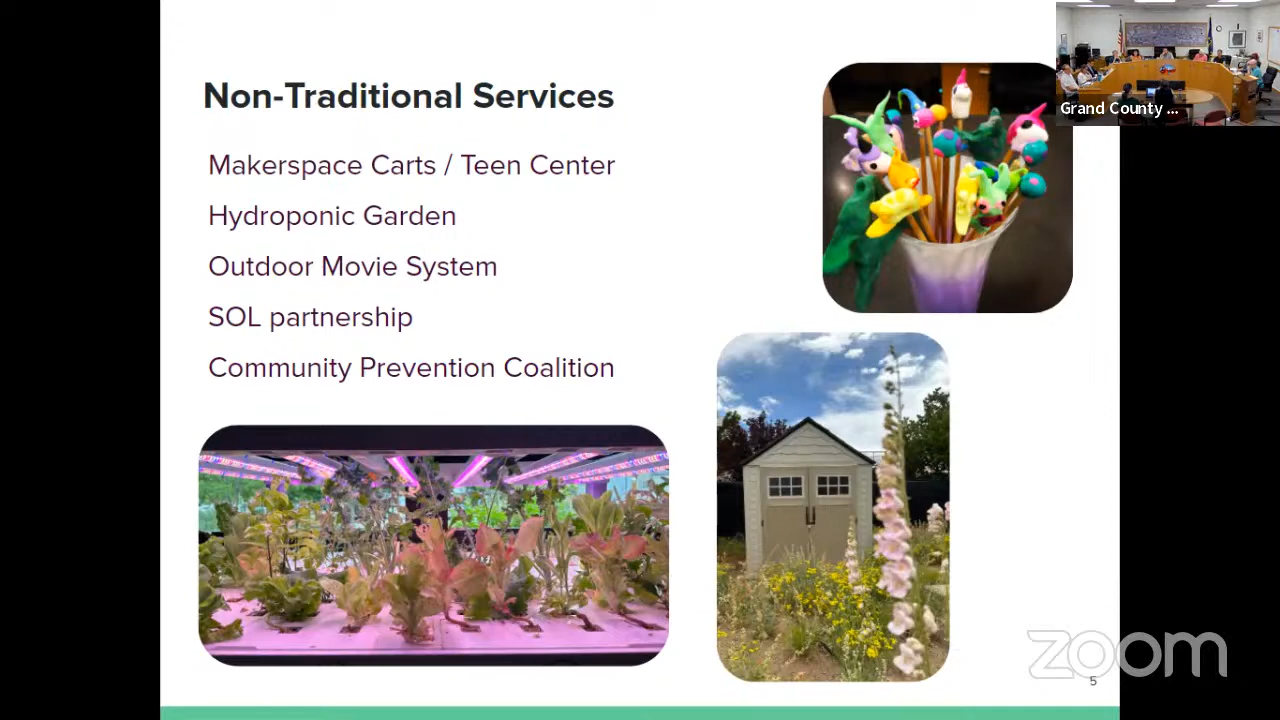 Non-Traditional Services
Makerspace Carts / Teen Center
Hydroponic Garden
Outdoor Movie System
SOL partnership
Community Prevention Coalition
Grand County ...
zoom
5